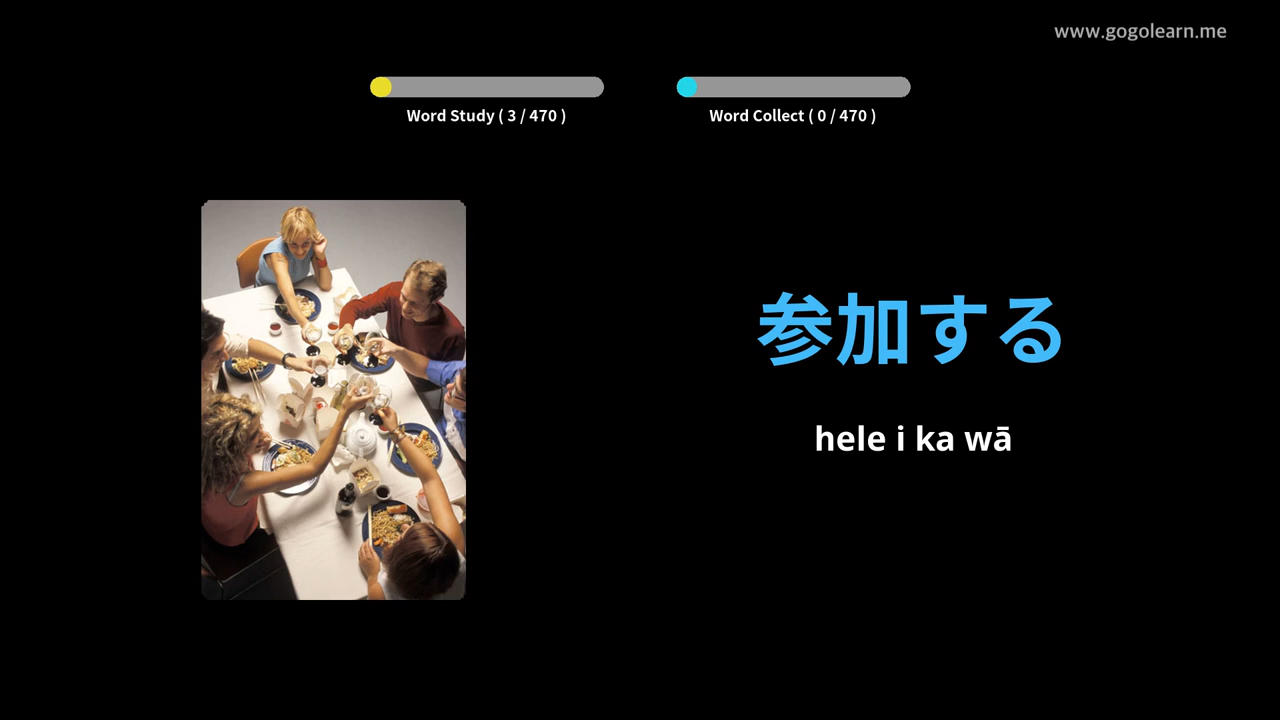 www.gogolearn.me
Word Study ( 3 / 470 )
Word Collect ( 0 / 470 )
参加する
hele i ka wā